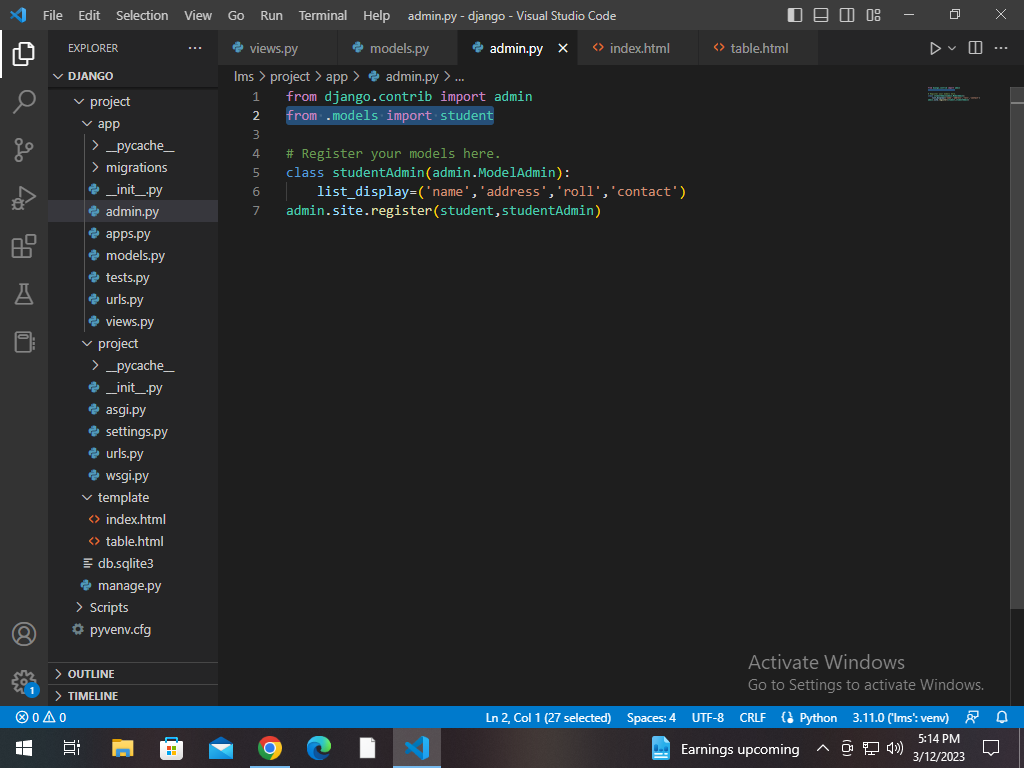 File Edit Selection View Go Run Terminal Help admin.py - django - Visual Studio Code
EXPLORER ...
views.py models.py admin.py index.html table.html
DJANGO
lms > project > app > admin.py > ...
project
app
__pycache__
migrations
__init__.py
admin.py
apps.py
models.py
tests.py
urls.py
views.py
project
__pycache__
__init__.py
asgi.py
settings.py
urls.py
wsgi.py
template
index.html
table.html
db.sqlite3
manage.py
Scripts
pyvenv.cfg
OUTLINE
TIMELINE
1 from django.contrib import admin
2 from .models import student
3
4 # Register your models here.
5 class studentAdmin(admin.ModelAdmin):
6 list_display=('name','address','roll','contact')
7 admin.site.register(student,studentAdmin)
Activate Windows
Go to Settings to activate Windows.
1
0 0 Ln 2, Col 1 (27 selected) Spaces: 4 UTF-8 CRLF Python 3.11.0 ('lms': venv)
Earnings upcoming
5:14 PM
3/12/2023